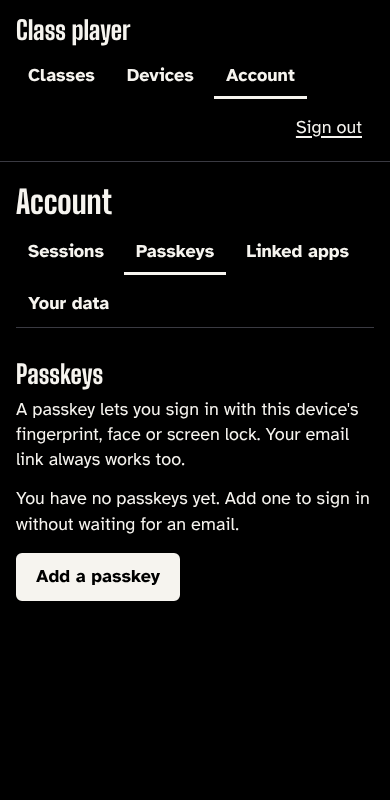 Class player
Classes Devices Account
Sign out
Account
Sessions Passkeys Linked apps
Your data
Passkeys
A passkey lets you sign in with this device's
fingerprint, face or screen lock. Your email
link always works too.
You have no passkeys yet. Add one to sign in
without waiting for an email.
Add a passkey